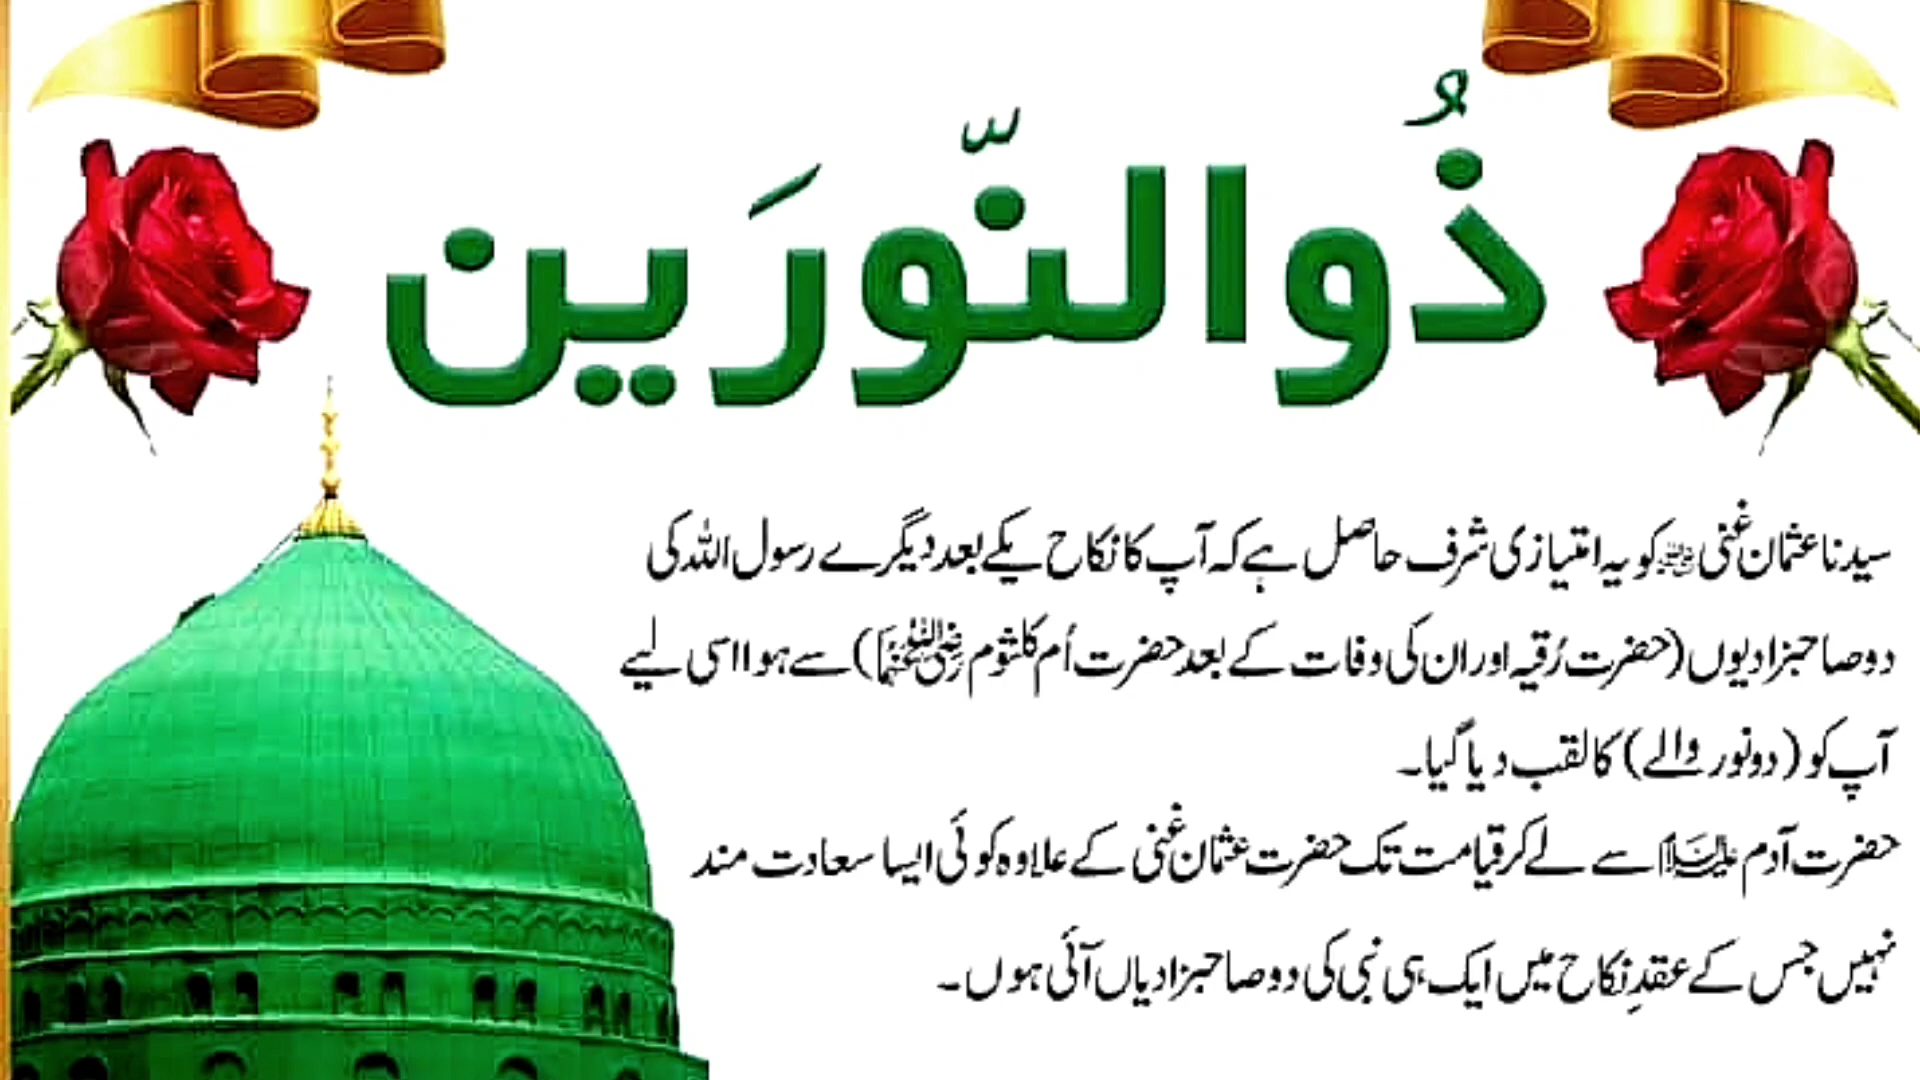 ذُوالنّورَین
سیدنا عثمان غنی ؓ کو یہ امتیازی شرف حاصل ہے کہ آپ کا نکاح یکے بعد دیگرے رسول اللہ کی
دو صاحبزادیوں (حضرت رُقیہ اور ان کی وفات کے بعد حضرت اُم کلثوم رضی اللہ عنہما) سے ہوا اسی لیے
آپ کو (دو نور والے) کا لقب دیا گیا۔
حضرت آدم علیہ السلام سے لے کر قیامت تک حضرت عثمان غنی کے علاوہ کوئی ایسا سعادت مند
نہیں جس کے عقدِ نکاح میں ایک ہی نبی کی دو صاحبزادیاں آئی ہوں۔